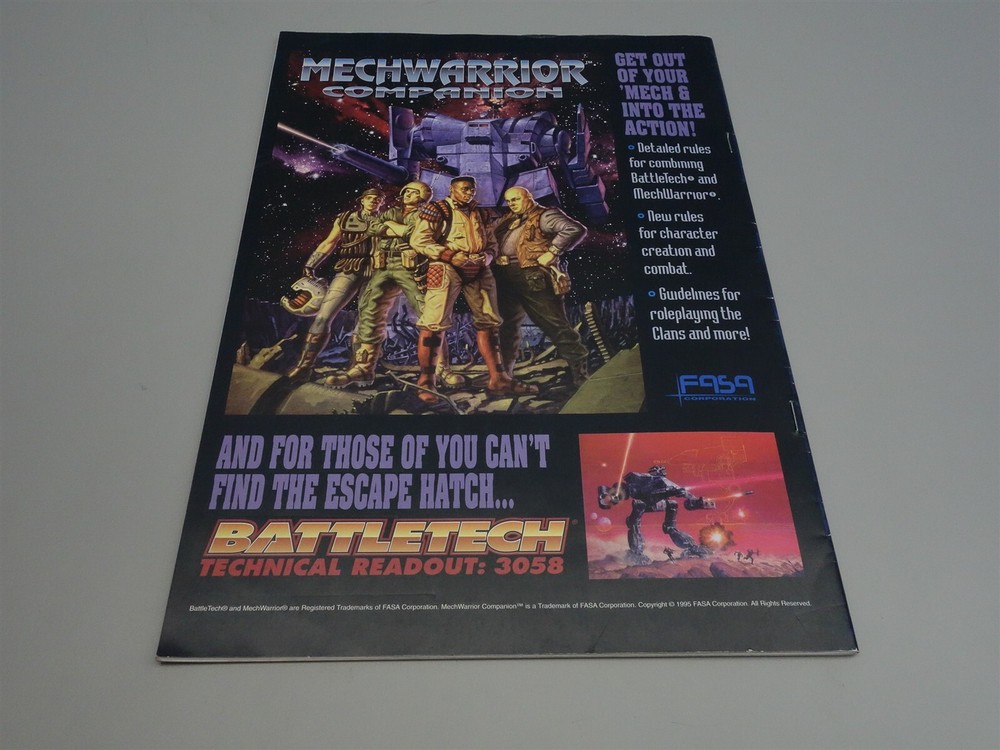 MECHWARRIOR
COMPANION
GET OUT
OF YOUR
'MECH &
INTO THE
ACTION!
Detailed rules
for combining
BattleTech® and
MechWarrior®.
New rules
for character
creation and
combat.
Guidelines for
roleplaying the
Clans and more!
FASA
CORPORATION
AND FOR THOSE OF YOU CAN'T
FIND THE ESCAPE HATCH...
BATTLETECH®
TECHNICAL READOUT: 3058
BattleTech® and MechWarrior® are Registered Trademarks of FASA Corporation. MechWarrior Companion™ is a Trademark of FASA Corporation. Copyright © 1995 FASA Corporation. All Rights Reserved.